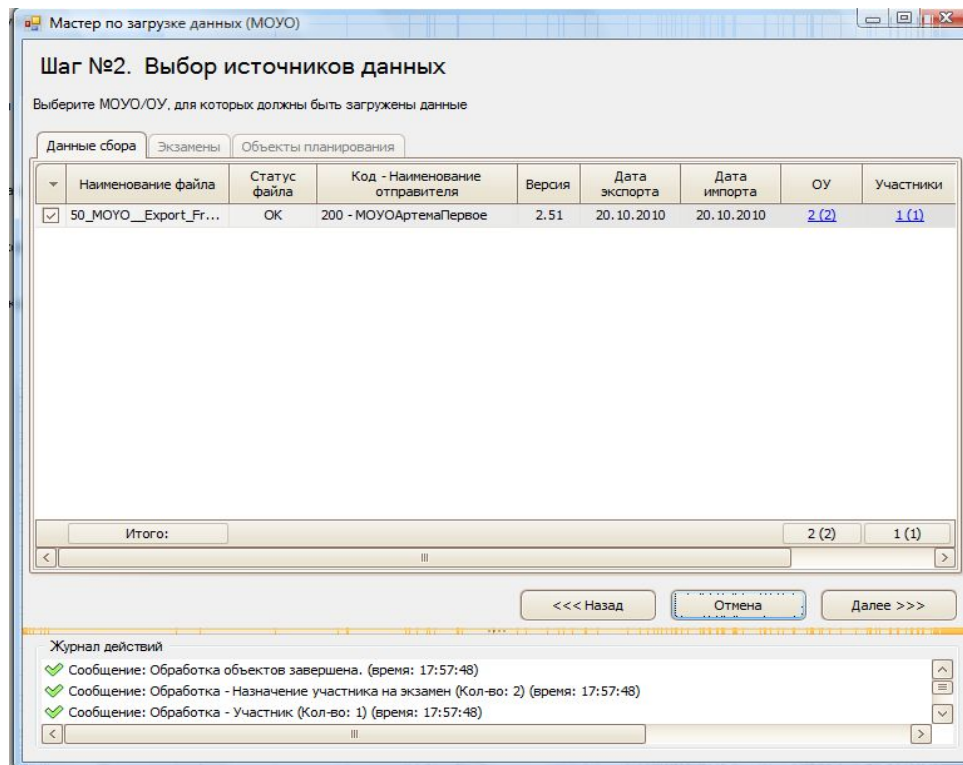 Мастер по загрузке данных (МОУО)
Шаг №2. Выбор источников данных
Выберите МОУО/ОУ, для которых должны быть загружены данные
Данные сбора Экзамены Объекты планирования
Наименование файла Статус файла Код - Наименование отправителя Версия Дата экспорта Дата импорта ОУ Участники
50_MOYO__Export_Fr... ОК 200 - МОУОАртемаПервое 2.51 20.10.2010 20.10.2010 2 (2) 1 (1)
Итого: 2 (2) 1 (1)
<<< Назад Отмена Далее >>>
Журнал действий
Сообщение: Обработка объектов завершена. (время: 17:57:48)
Сообщение: Обработка - Назначение участника на экзамен (Кол-во: 2) (время: 17:57:48)
Сообщение: Обработка - Участник (Кол-во: 1) (время: 17:57:48)